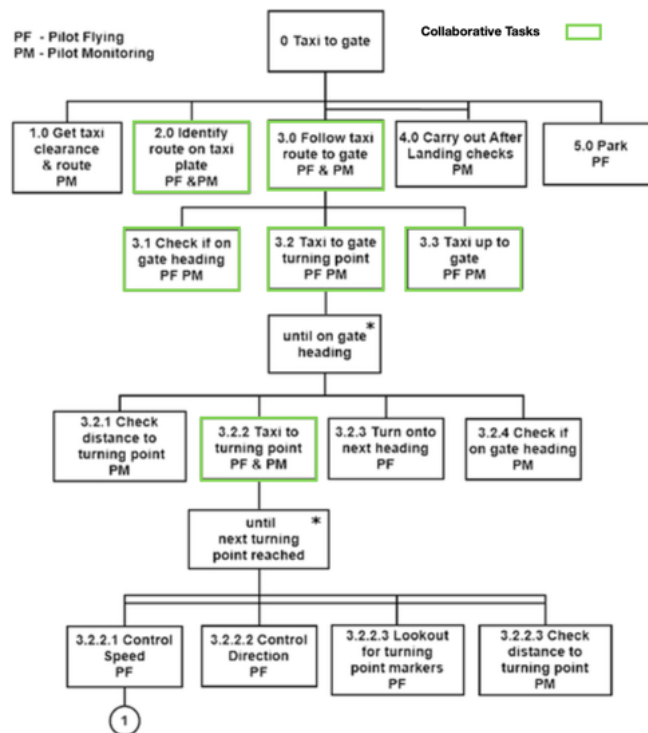 PF - Pilot Flying
PM - Pilot Monitoring
0 Taxi to gate
Collaborative Tasks
1.0 Get taxi
clearance
& route
PM
2.0 Identify
route on taxi
plate
PF &PM
3.0 Follow taxi
route to gate
PF & PM
4.0 Carry out After
Landing checks
PM
5.0 Park
PF
3.1 Check if on
gate heading
PF PM
3.2 Taxi to gate
turning point
PF PM
3.3 Taxi up to
gate
PF PM
until on gate *
heading
3.2.1 Check
distance to
turning point
PM
3.2.2 Taxi to
turning point
PF & PM
3.2.3 Turn onto
next heading
PF
3.2.4 Check if
on gate heading
PM
until *
next turning
point reached
3.2.2.1 Control
Speed
PF
3.2.2.2 Control
Direction
PF
3.2.2.3 Lookout
for turning
point markers
PF
3.2.2.3 Check
distance to
turning point
PM
1